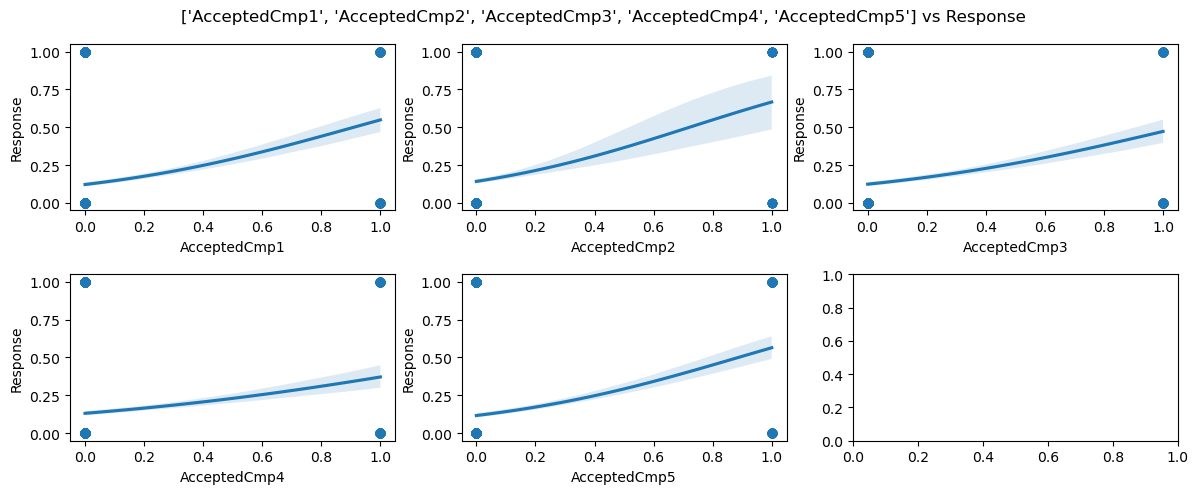 ['AcceptedCmp1', 'AcceptedCmp2', 'AcceptedCmp3', 'AcceptedCmp4', 'AcceptedCmp5'] vs Response
1.00
0.75
0.50
0.25
0.00
Response
0.0 0.2 0.4 0.6 0.8 1.0
AcceptedCmp1
1.00
0.75
0.50
0.25
0.00
Response
0.0 0.2 0.4 0.6 0.8 1.0
AcceptedCmp2
1.00
0.75
0.50
0.25
0.00
Response
0.0 0.2 0.4 0.6 0.8 1.0
AcceptedCmp3
1.00
0.75
0.50
0.25
0.00
Response
0.0 0.2 0.4 0.6 0.8 1.0
AcceptedCmp4
1.00
0.75
0.50
0.25
0.00
Response
0.0 0.2 0.4 0.6 0.8 1.0
AcceptedCmp5
1.0
0.8
0.6
0.4
0.2
0.0
0.0 0.2 0.4 0.6 0.8 1.0